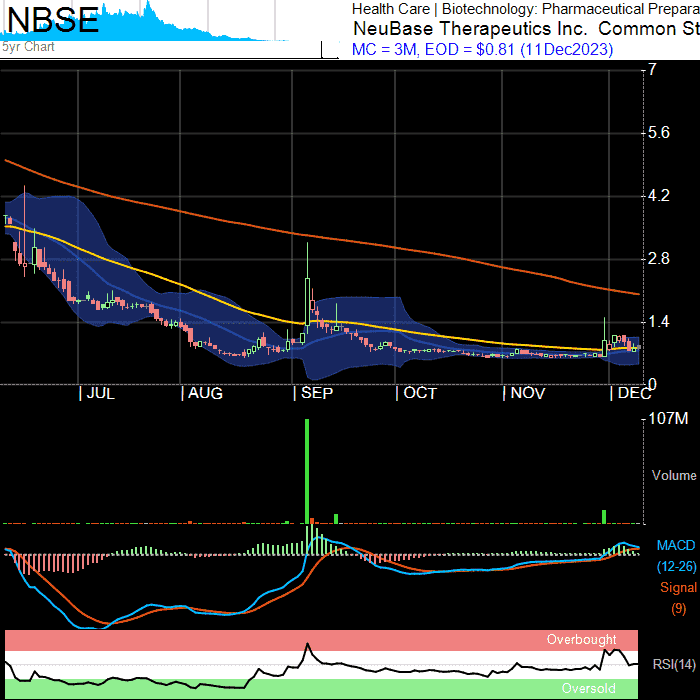 NBSE
Health Care | Biotechnology: Pharmaceutical Prepara
NeuBase Therapeutics Inc. Common St
5yr Chart
MC = 3M, EOD = $0.81 (11Dec2023)
7
5.6
4.2
2.8
1.4
0
JUL AUG SEP OCT NOV DEC
107M
Volume
MACD
(12-26)
Signal
(9)
Overbought
RSI(14)
Oversold